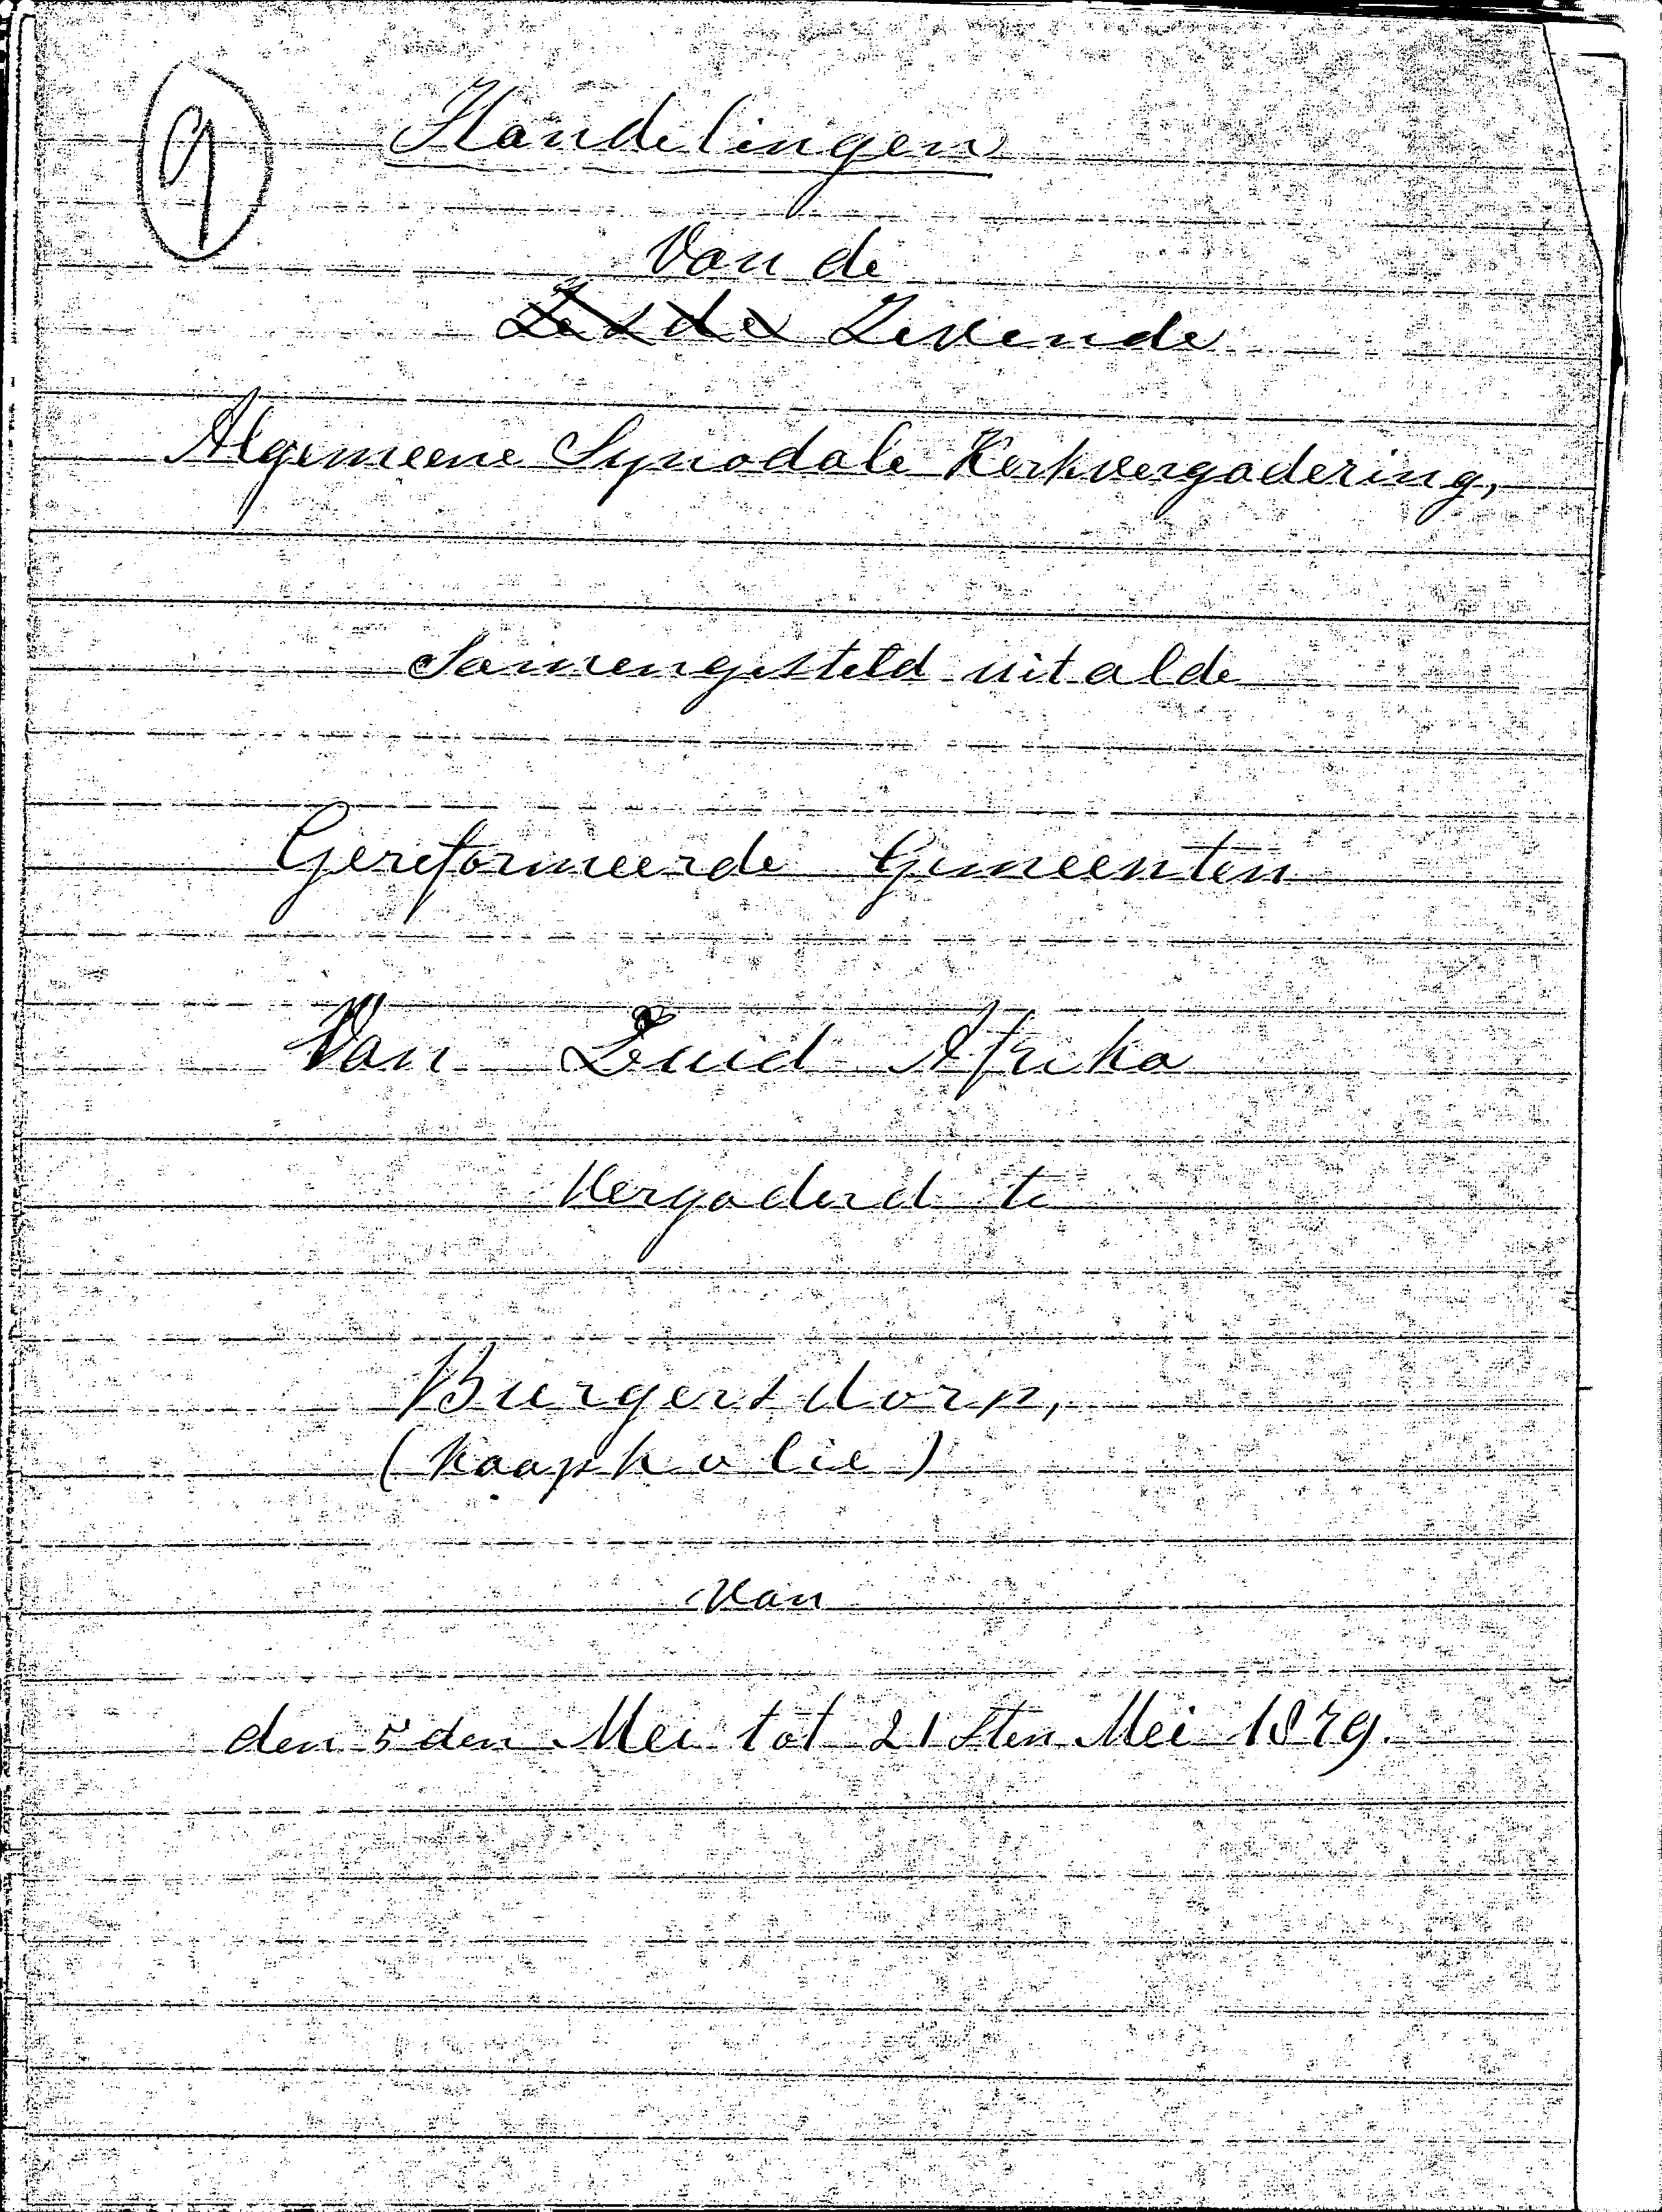 9
Handelingen
Van de
Zesde Zevende
Algemeene Synodale Kerkvergadering,
Samengesteld uit al de
Gereformeerde Gemeenten
Van Zuid Afrika
Vergaderd te
Burgersdorp,
(Kaapkolie)
van
den 5den Mei tot 21sten Mei 1879.